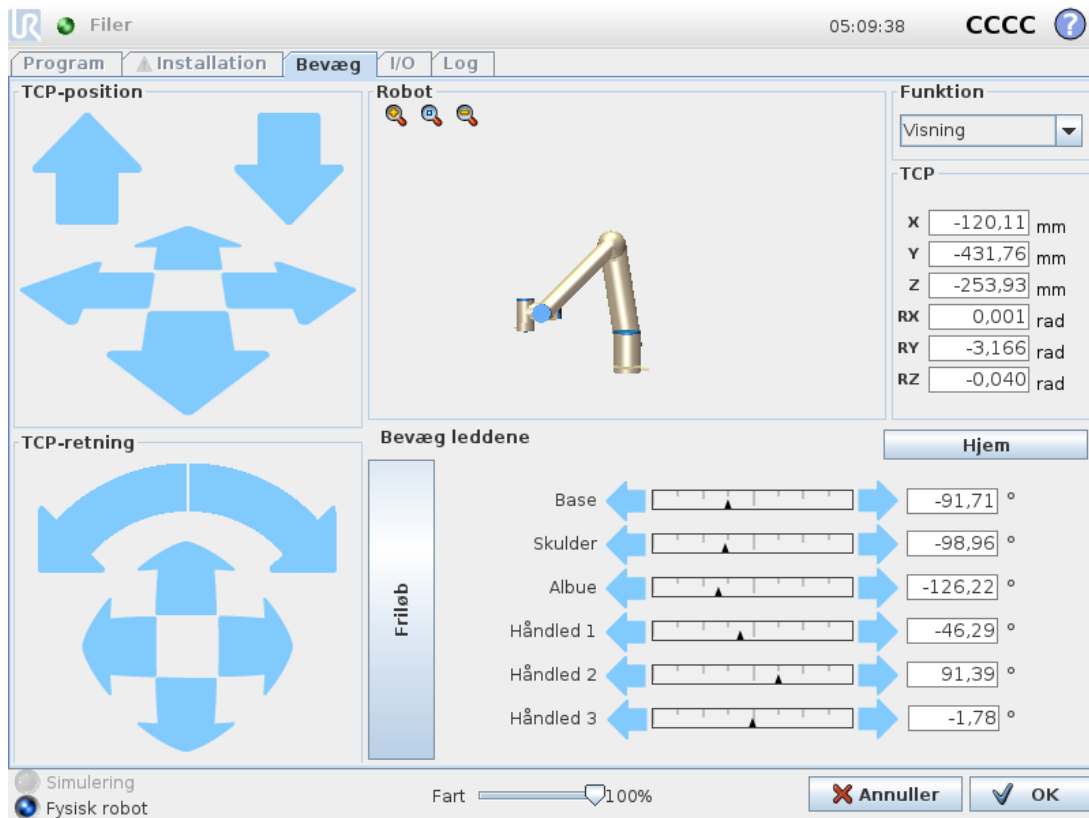 UR Filer 05:09:38 CCCC ?
Program Installation Bevæg I/O Log
TCP-position
Robot
Funktion
Visning
TCP
X -120,11 mm
Y -431,76 mm
Z -253,93 mm
RX 0,001 rad
RY -3,166 rad
RZ -0,040 rad
TCP-retning
Bevæg leddene
Hjem
Friløb
Base -91,71 °
Skulder -98,96 °
Albue -126,22 °
Håndled 1 -46,29 °
Håndled 2 91,39 °
Håndled 3 -1,78 °
Simulering
Fysisk robot
Fart 100%
Annuller
OK